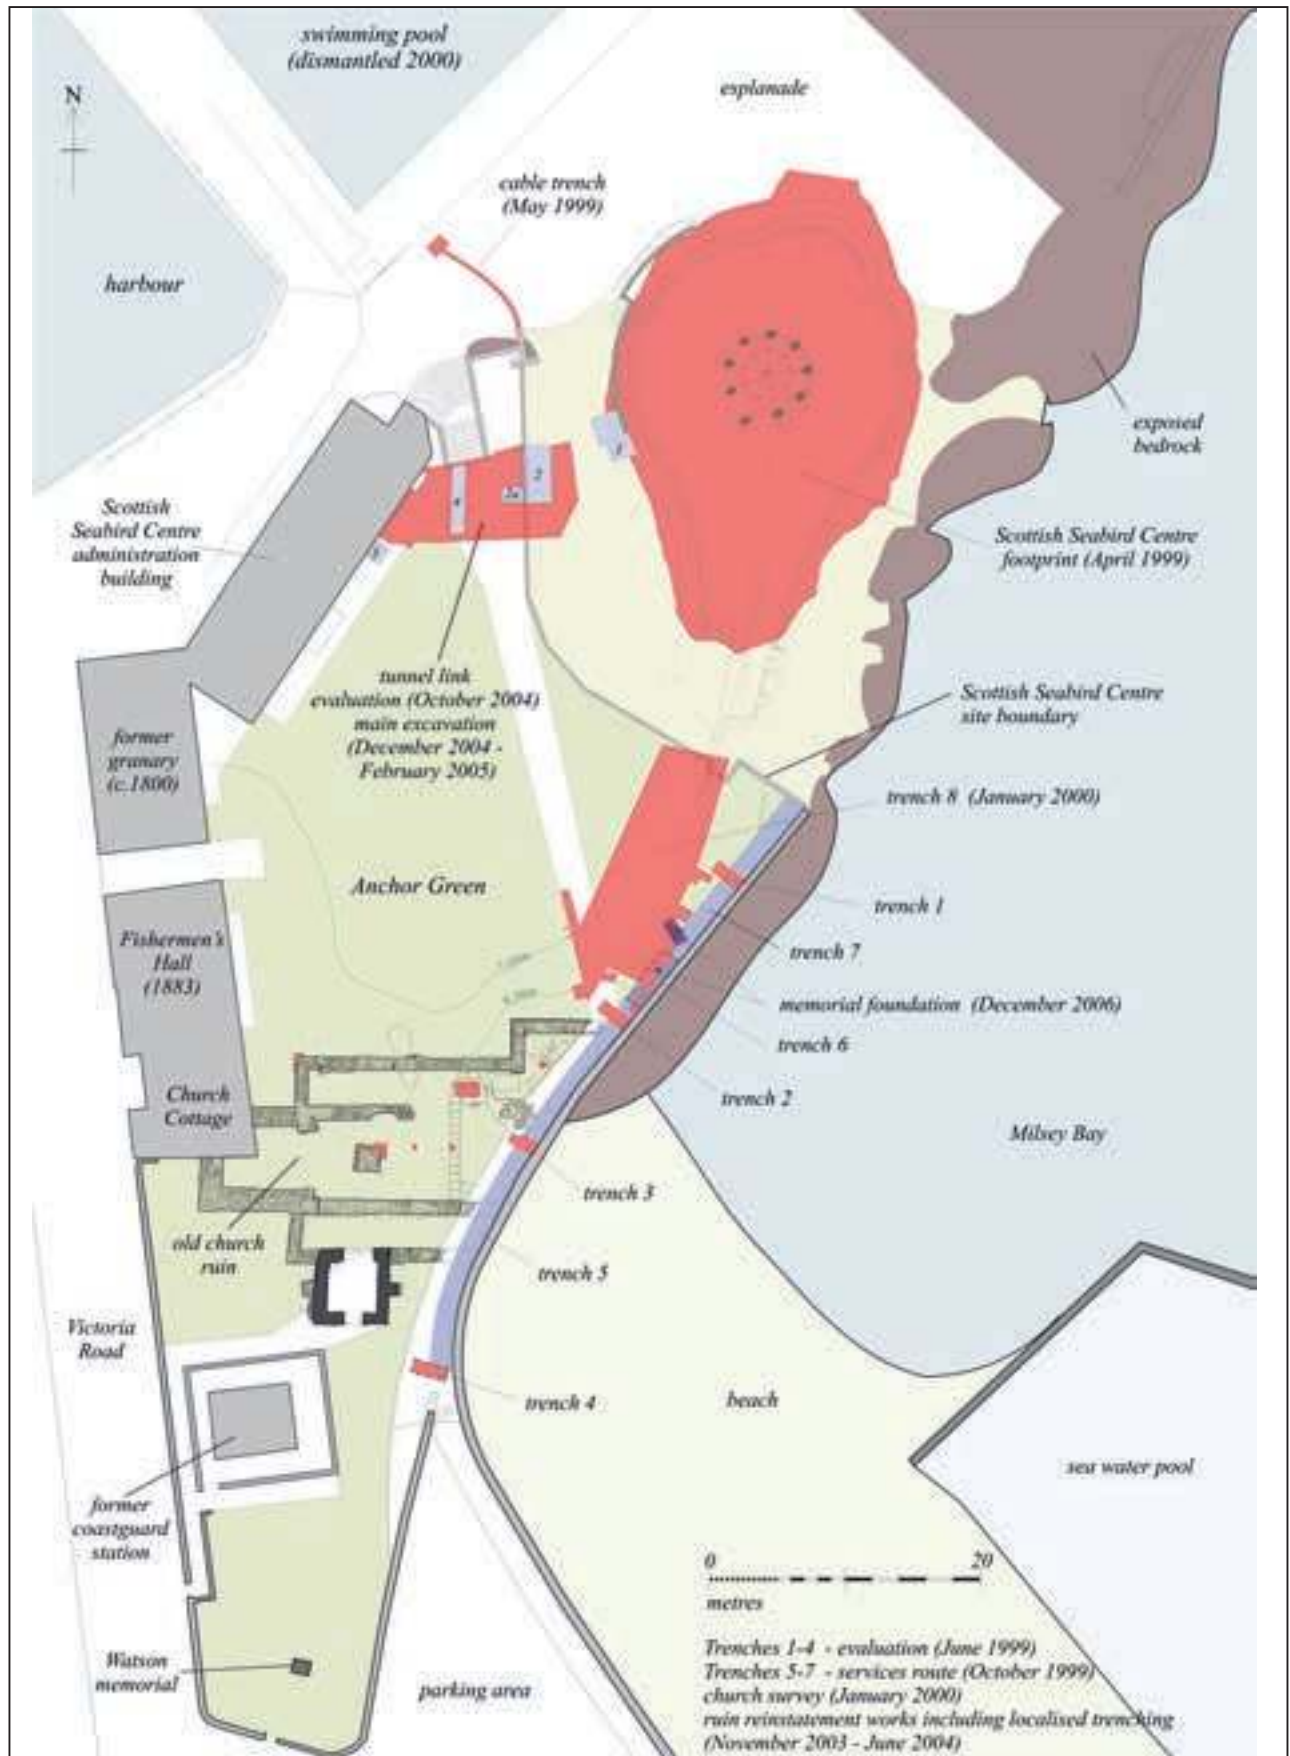 swimming pool
(dismantled 2000)
esplanade
N
cable trench
(May 1999)
harbour
exposed
bedrock
Scottish
Seabird Centre
administration
building
Scottish Seabird Centre
footprint (April 1999)
tunnel link
evaluation (October 2004)
main excavation
(December 2004 -
February 2005)
Scottish Seabird Centre
site boundary
former
granary
(c.1800)
trench 8 (January 2000)
Anchor Green
trench 1
Fishermen's
Hall
(1883)
trench 7
memorial foundation (December 2006)
trench 6
Church
Cottage
trench 2
Milsey Bay
trench 3
old church
ruin
trench 5
Victoria
Road
trench 4
beach
sea water pool
former
coastguard
station
0 20
metres
Trenches 1-4 - evaluation (June 1999)
Trenches 5-7 - services route (October 1999)
church survey (January 2000)
ruin reinstatement works including localised trenching
(November 2003 - June 2004)
Watson
memorial
parking area